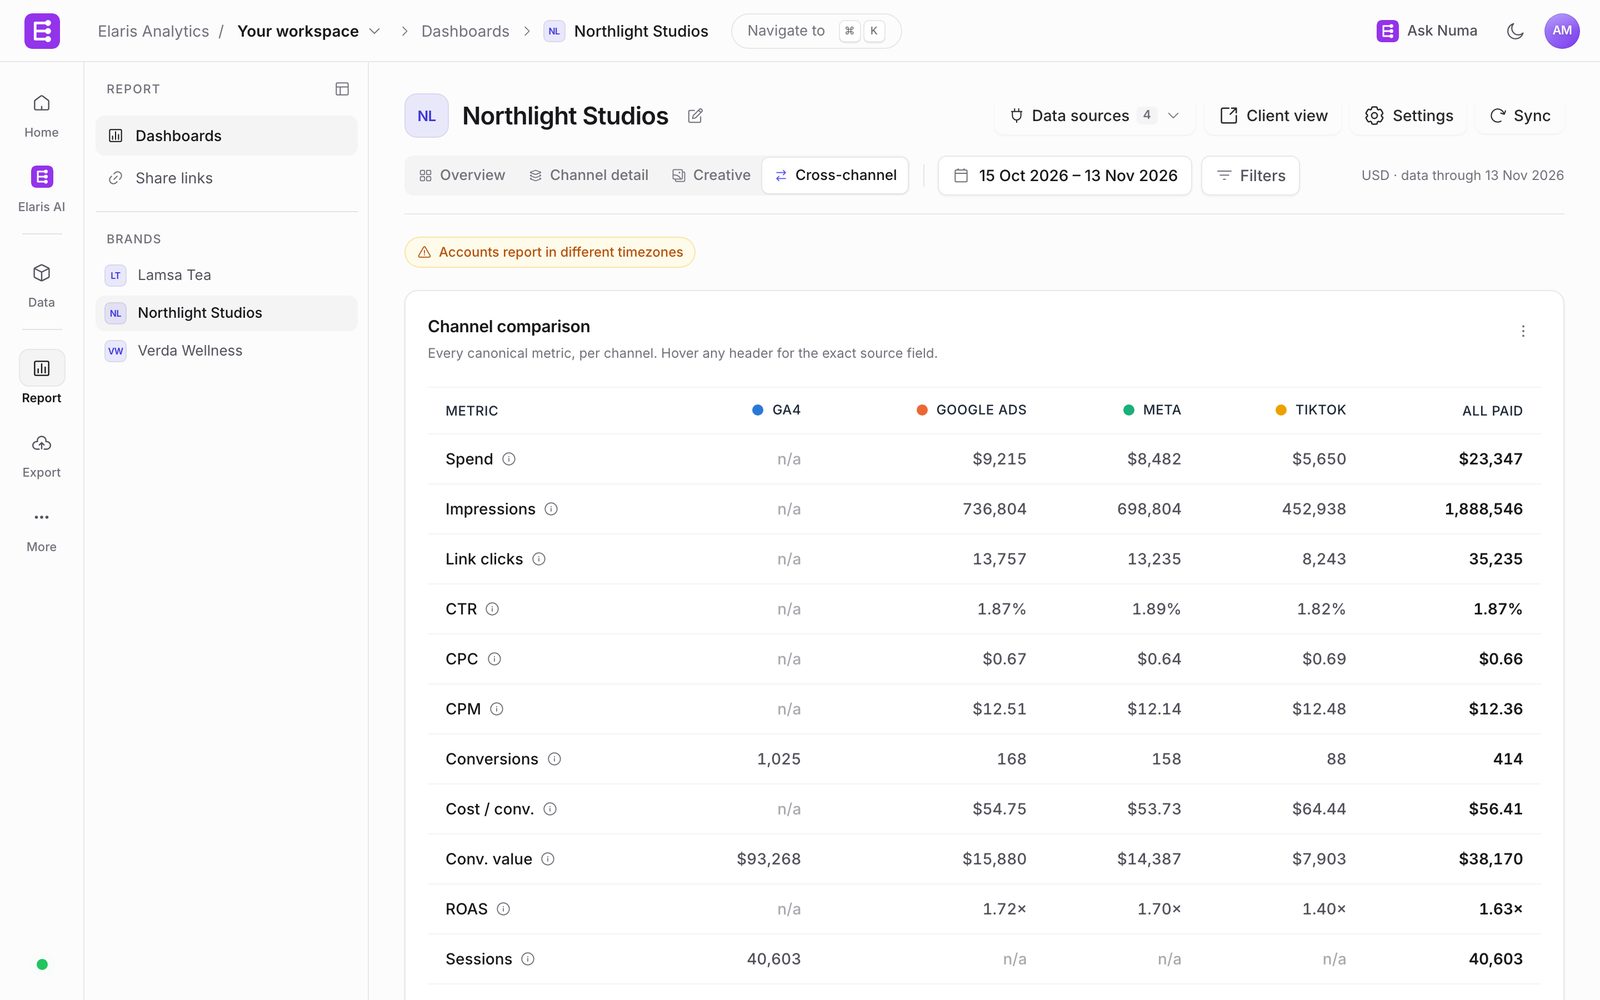 Elaris Analytics / Your workspace > Dashboards > NL Northlight Studios Navigate to ⌘ K Ask Numa AM
Home
Elaris AI
Data
Report
Export
More
REPORT
Dashboards
Share links
BRANDS
LT Lamsa Tea
NL Northlight Studios
VW Verda Wellness
NL Northlight Studios Data sources 4 Client view Settings Sync
Overview Channel detail Creative Cross-channel 15 Oct 2026 – 13 Nov 2026 Filters USD · data through 13 Nov 2026
Accounts report in different timezones
Channel comparison
Every canonical metric, per channel. Hover any header for the exact source field.
METRIC GA4 GOOGLE ADS META TIKTOK ALL PAID
Spend n/a $9,215 $8,482 $5,650 $23,347
Impressions n/a 736,804 698,804 452,938 1,888,546
Link clicks n/a 13,757 13,235 8,243 35,235
CTR n/a 1.87% 1.89% 1.82% 1.87%
CPC n/a $0.67 $0.64 $0.69 $0.66
CPM n/a $12.51 $12.14 $12.48 $12.36
Conversions 1,025 168 158 88 414
Cost / conv. n/a $54.75 $53.73 $64.44 $56.41
Conv. value $93,268 $15,880 $14,387 $7,903 $38,170
ROAS n/a 1.72× 1.70× 1.40× 1.63×
Sessions 40,603 n/a n/a n/a 40,603